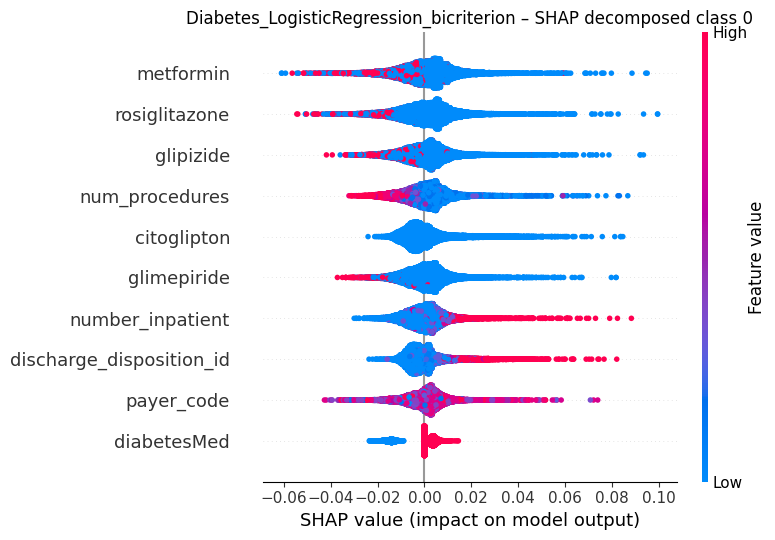 Diabetes_LogisticRegression_bicriterion – SHAP decomposed class 0
High
metformin
rosiglitazone
glipizide
num_procedures
citoglipton
glimepiride
number_inpatient
discharge_disposition_id
payer_code
diabetesMed
Feature value
Low
−0.06 −0.04 −0.02 0.00 0.02 0.04 0.06 0.08 0.10
SHAP value (impact on model output)